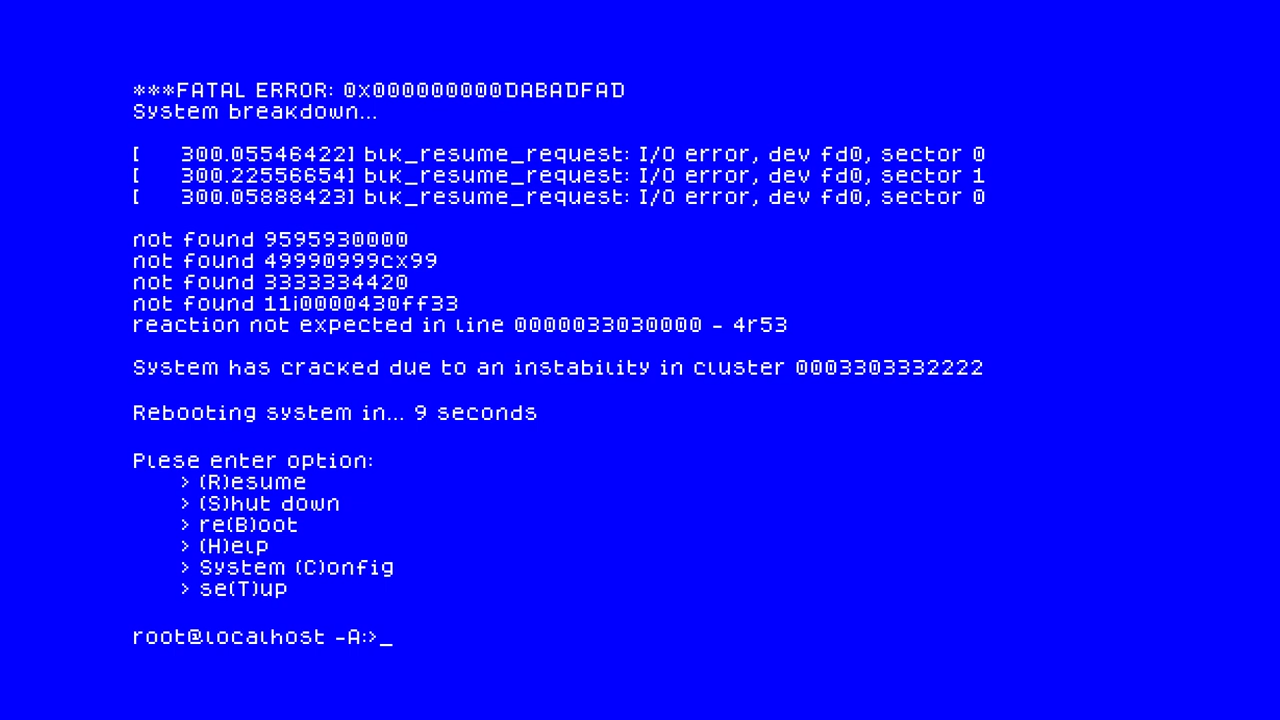 ***FATAL ERROR: 0x000000000DABADFAD
System breakdown...
[ 300.05546422] blk_resume_request: I/O error, dev fd0, sector 0
[ 300.22556654] blk_resume_request: I/O error, dev fd0, sector 1
[ 300.05888423] blk_resume_request: I/O error, dev fd0, sector 0
not found 9595930000
not found 49990999cx99
not found 3333334420
not found 11i0000430ff33
reaction not expected in line 0000033030000 - 4r53
System has cracked due to an instability in cluster 0003303332222
Rebooting system in... 9 seconds
Plese enter option:
> (R)esume
> (S)hut down
> re(B)oot
> (H)elp
> System (C)onfig
> se(T)up
root@localhost -A:>_